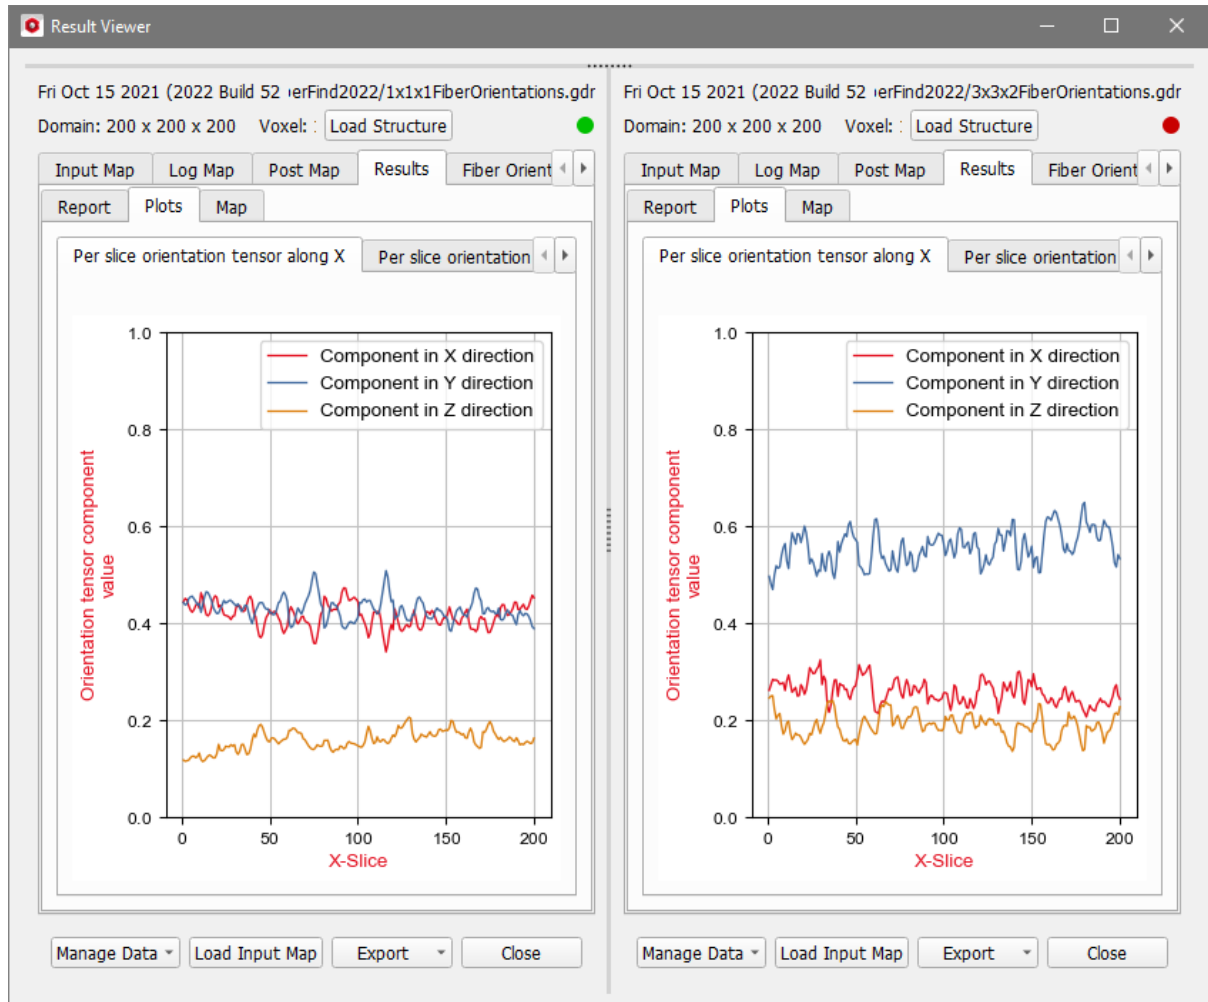 Result Viewer
Fri Oct 15 2021 (2022 Build 52 erFind2022/1x1x1FiberOrientations.gdr
Domain: 200 x 200 x 200 Voxel: Load Structure
Input Map Log Map Post Map Results Fiber Orient
Report Plots Map
Per slice orientation tensor along X Per slice orientation
1.0
0.8
0.6
0.4
0.2
0.0
Component in X direction
Component in Y direction
Component in Z direction
Orientation tensor component
value
0 50 100 150 200
X-Slice
Manage Data Load Input Map Export Close
Fri Oct 15 2021 (2022 Build 52 erFind2022/3x3x2FiberOrientations.gdr
Domain: 200 x 200 x 200 Voxel: Load Structure
Input Map Log Map Post Map Results Fiber Orient
Report Plots Map
Per slice orientation tensor along X Per slice orientation
1.0
0.8
0.6
0.4
0.2
0.0
Component in X direction
Component in Y direction
Component in Z direction
Orientation tensor component
value
0 50 100 150 200
X-Slice
Manage Data Load Input Map Export Close